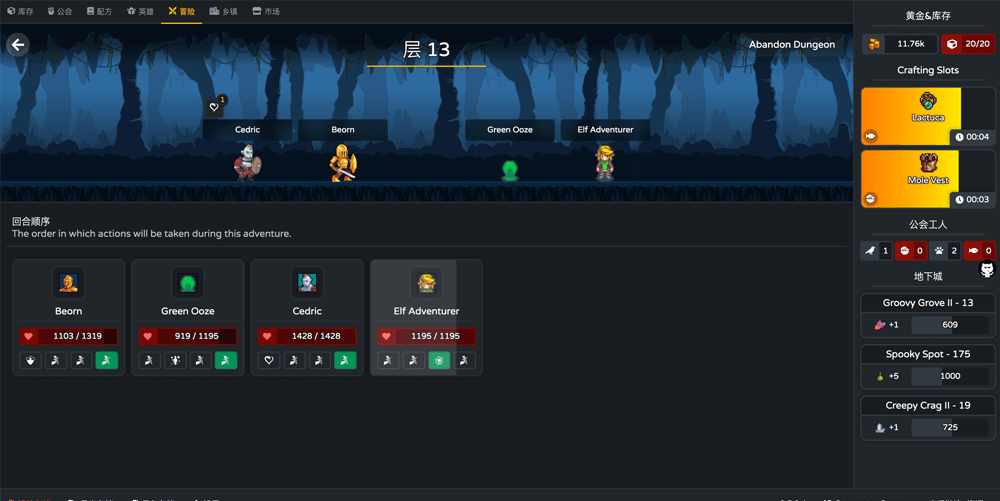 库存 公会 配方 英雄 冒险 乡镇 市场
层 13
Abandon Dungeon
1
Cedric
Beorn
Green Ooze
Elf Adventurer
回合顺序
The order in which actions will be taken during this adventure.
Beorn
1103 / 1319
Green Ooze
919 / 1195
Cedric
1428 / 1428
Elf Adventurer
1195 / 1195
黄金&库存
11.76k
20/20
Crafting Slots
Lactuca
00:04
Mole Vest
00:03
公会工人
1 0 2 0
地下城
Groovy Grove II - 13
+1 609
Spooky Spot - 175
+5 1000
Creepy Crag II - 19
+1 725